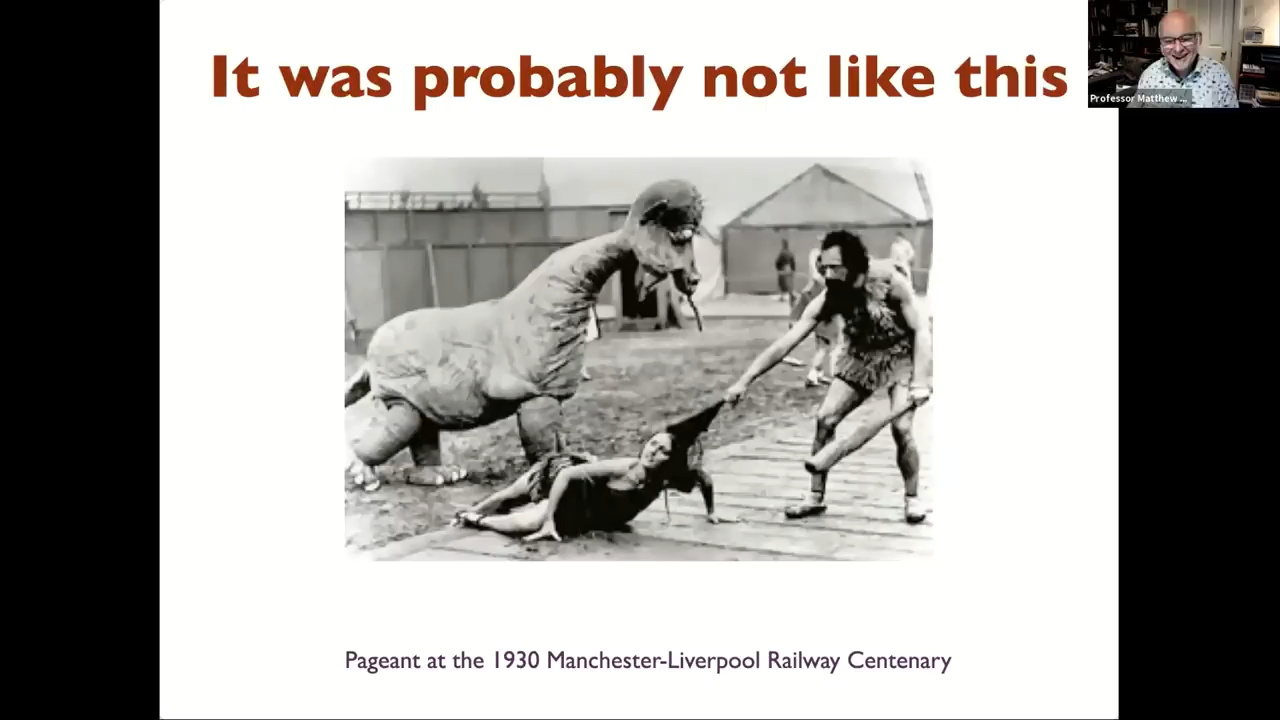 It was probably not like this
Professor Matthew ...
Pageant at the 1930 Manchester-Liverpool Railway Centenary